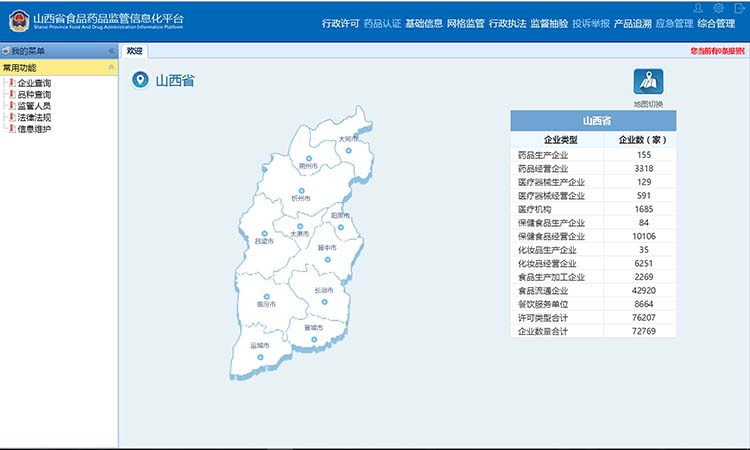 山西省食品药品监管信息化平台
Shanxi Province Food And Drug Administration Information Platform
行政许可 药品认证 基础信息 网格监管 行政执法 监督抽验 投诉举报 产品追溯 应急管理 综合管理
我的菜单
欢迎
您当前有0条报警(
常用功能
企业查询
品种查询
监管人员
法律法规
信息维护
山西省
地图切换
大同市
朔州市
忻州市
阳泉市
太原市
吕梁市
晋中市
长治市
临汾市
晋城市
运城市
山西省
企业类型 企业数（家）
药品生产企业 155
药品经营企业 3318
医疗器械生产企业 129
医疗器械经营企业 591
医疗机构 1685
保健食品生产企业 84
保健食品经营企业 10106
化妆品生产企业 35
化妆品经营企业 6251
食品生产加工企业 2269
食品流通企业 42920
餐饮服务单位 8664
许可类型合计 76207
企业数量合计 72769